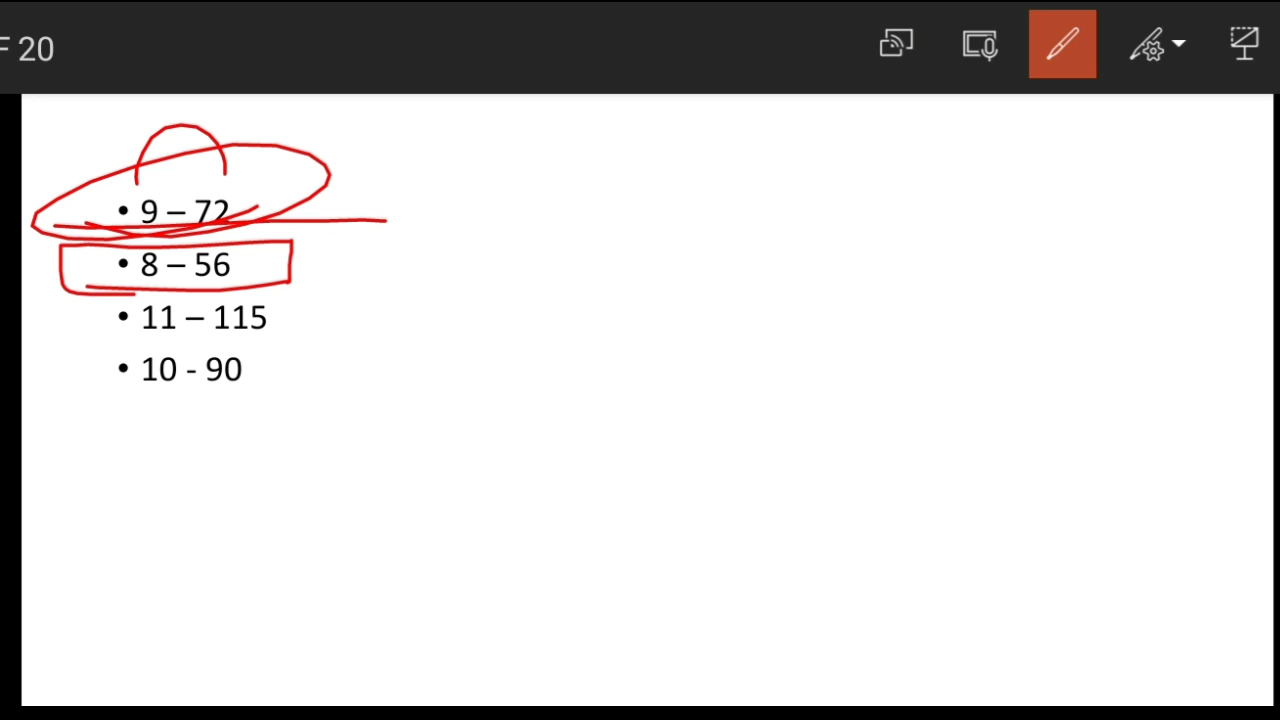 F 20
• 9 – 72
• 8 – 56
• 11 – 115
• 10 - 90